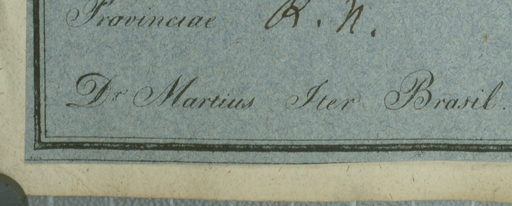 Provinciae R. N.
Dr Martius Iter Brasil.